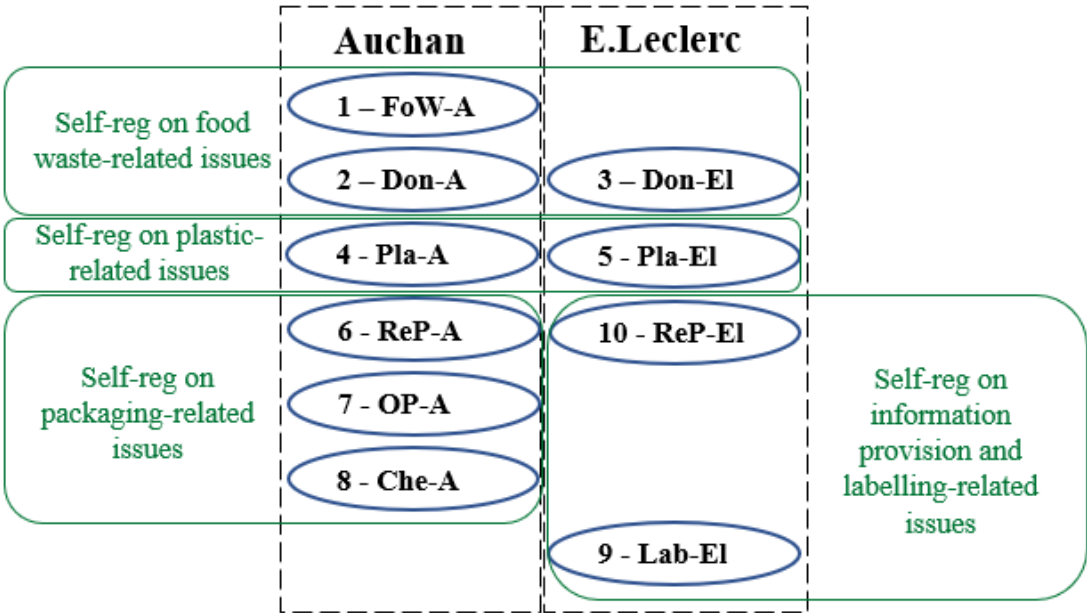 Auchan
E.Leclerc
Self-reg on food
waste-related issues
1 – FoW-A
2 – Don-A
3 – Don-El
Self-reg on plastic-
related issues
4 - Pla-A
5 - Pla-El
Self-reg on
packaging-related
issues
6 - ReP-A
7 - OP-A
8 - Che-A
10 - ReP-El
9 - Lab-El
Self-reg on
information
provision and
labelling-related
issues